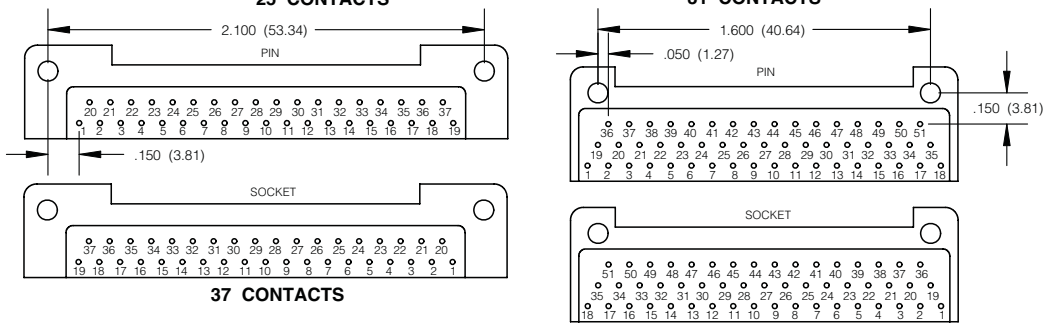 25 CONTACTS
2.100 (53.34)
PIN
20 21 22 23 24 25 26 27 28 29 30 31 32 33 34 35 36 37
1 2 3 4 5 6 7 8 9 10 11 12 13 14 15 16 17 18 19
.150 (3.81)
SOCKET
37 36 35 34 33 32 31 30 29 28 27 26 25 24 23 22 21 20
19 18 17 16 15 14 13 12 11 10 9 8 7 6 5 4 3 2 1
37 CONTACTS
1.600 (40.64)
.050 (1.27)
PIN
.150 (3.81)
36 37 38 39 40 41 42 43 44 45 46 47 48 49 50 51
19 20 21 22 23 24 25 26 27 28 29 30 31 32 33 34 35
1 2 3 4 5 6 7 8 9 10 11 12 13 14 15 16 17 18
SOCKET
51 50 49 48 47 46 45 44 43 42 41 40 39 38 37 36
35 34 33 32 31 30 29 28 27 26 25 24 23 22 21 20 19
18 17 16 15 14 13 12 11 10 9 8 7 6 5 4 3 2 1